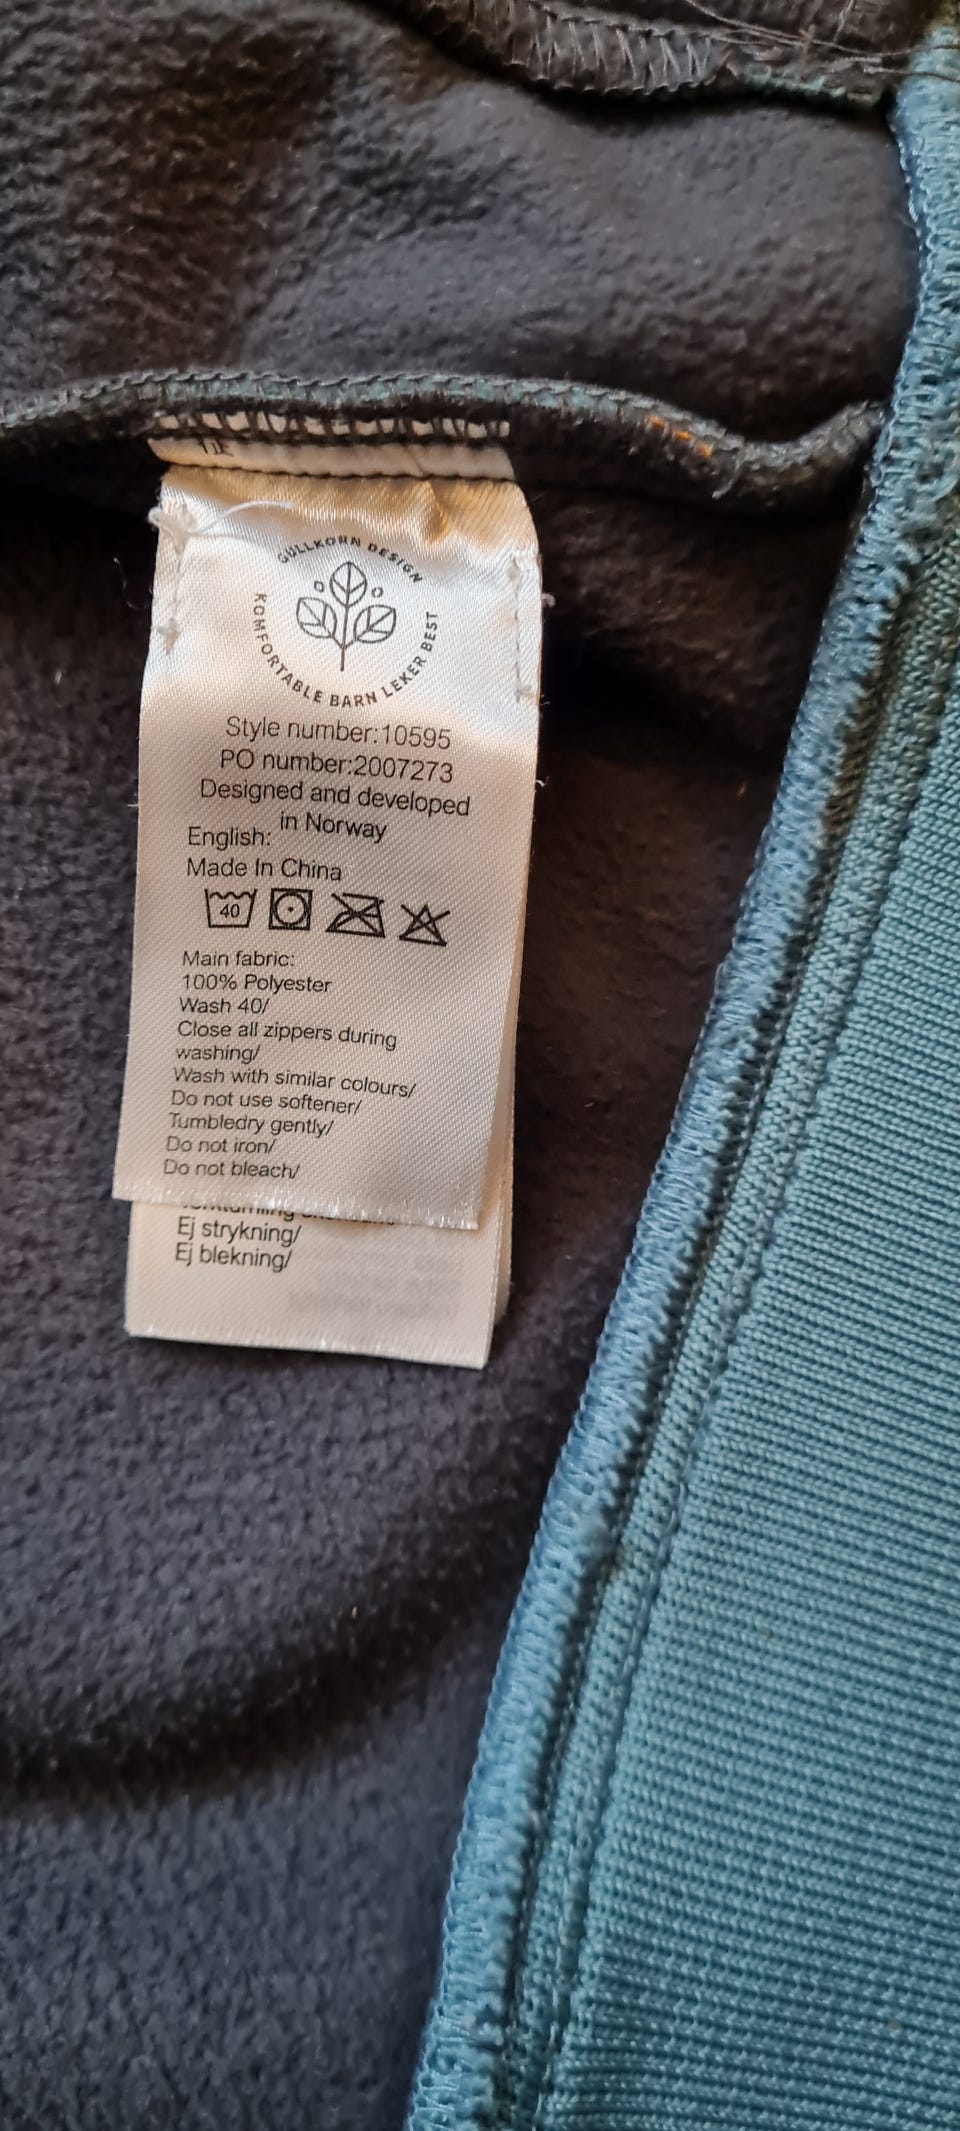 GULLKORN DESIGN
KOMFORTABLE BARN LEKER BEST
Style number:10595
PO number:2007273
Designed and developed
in Norway
English:
Made In China
40
Main fabric:
100% Polyester
Wash 40/
Close all zippers during
washing/
Wash with similar colours/
Do not use softener/
Tumbledry gently/
Do not iron/
Do not bleach/
Ej strykning/
Ej blekning/